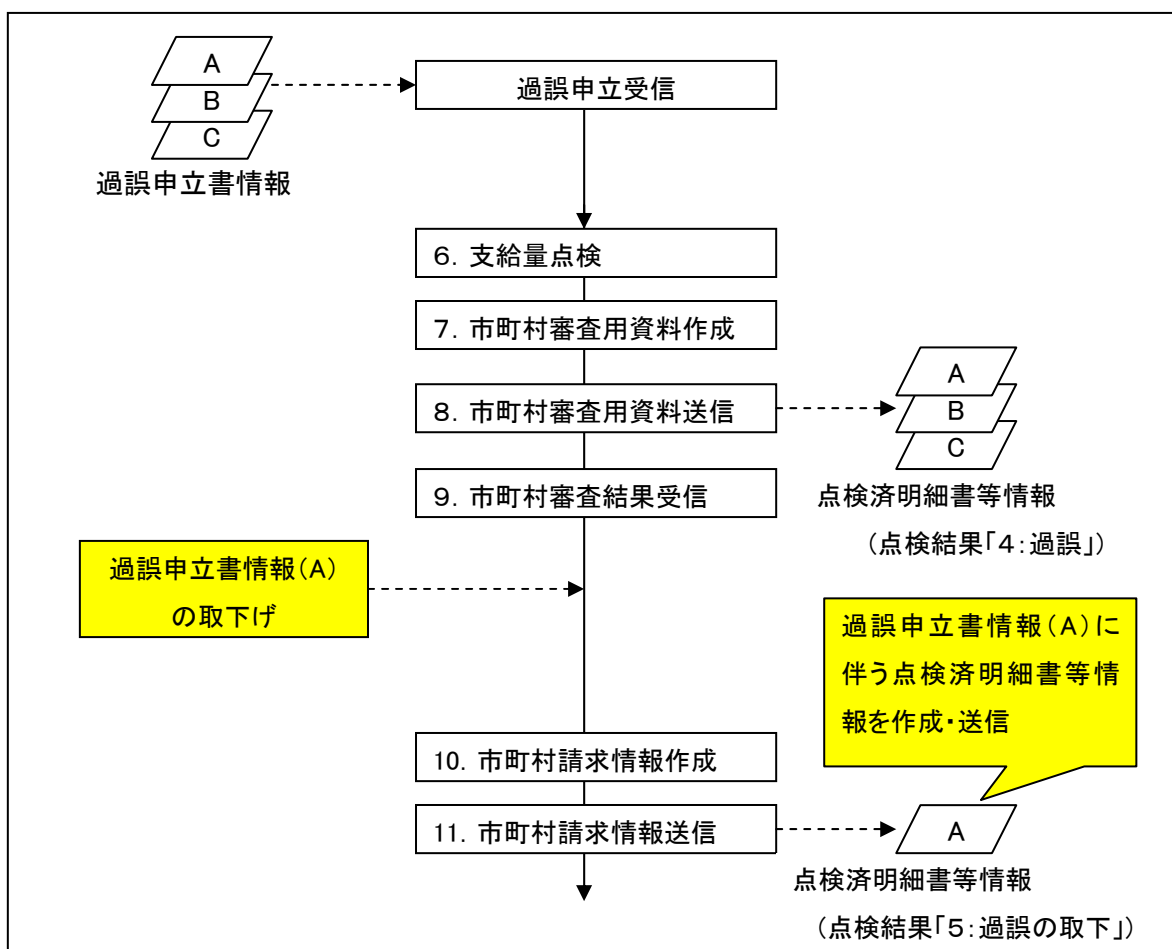 A
B
C
過誤申立書情報
過誤申立受信
6．支給量点検
7．市町村審査用資料作成
8．市町村審査用資料送信
A
B
C
点検済明細書等情報
（点検結果「4：過誤」）
9．市町村審査結果受信
過誤申立書情報（A）
の取下げ
過誤申立書情報（A）に
伴う点検済明細書等情
報を作成・送信
10．市町村請求情報作成
11．市町村請求情報送信
A
点検済明細書等情報
（点検結果「5：過誤の取下」）